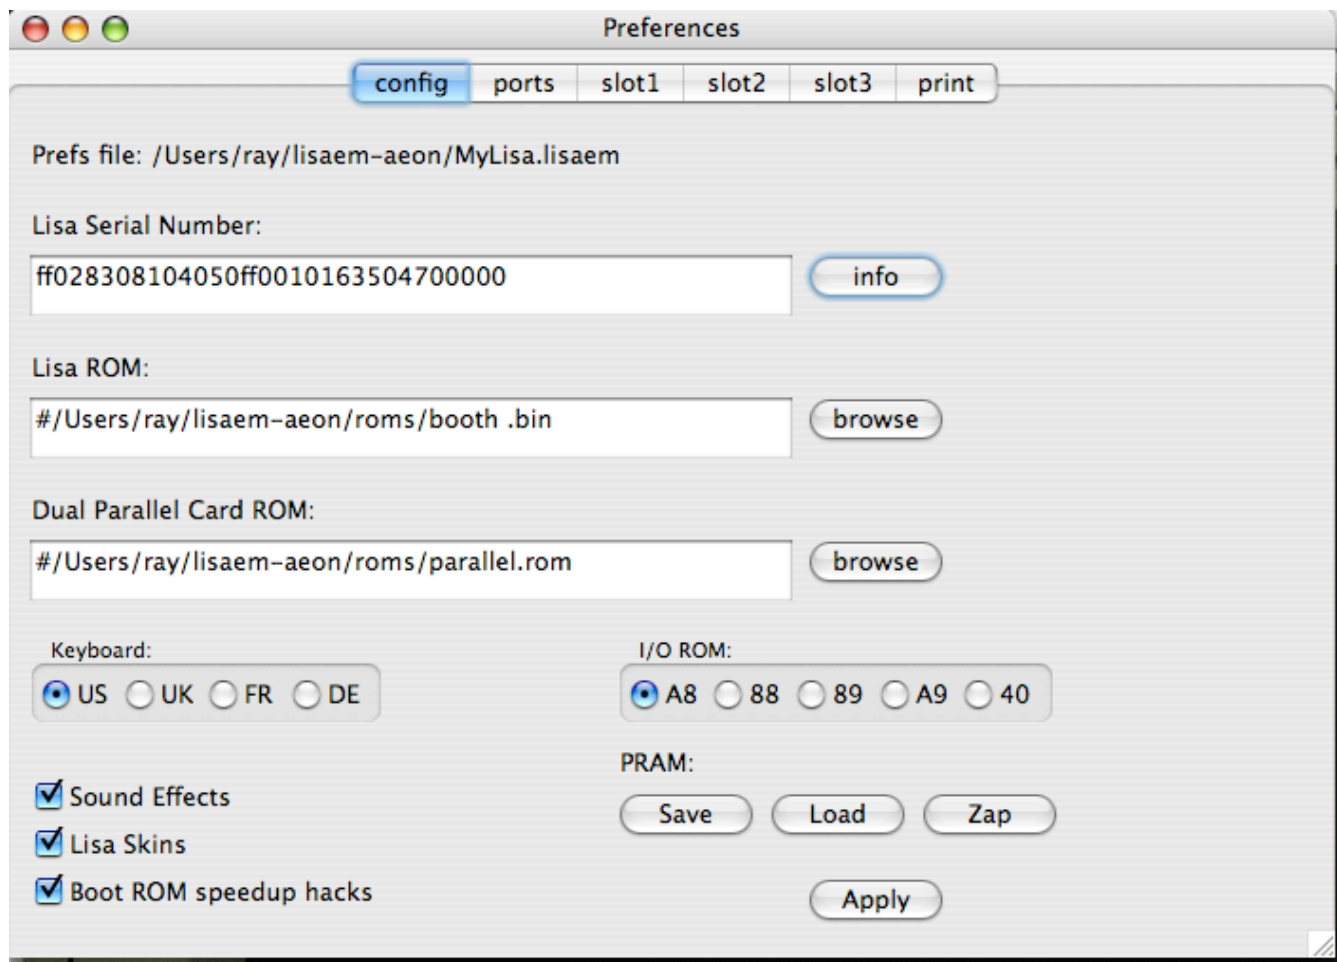 Preferences
config ports slot1 slot2 slot3 print
Prefs file: /Users/ray/lisaem-aeon/MyLisa.lisaem
Lisa Serial Number:
ff028308104050ff0010163504700000 info
Lisa ROM:
#/Users/ray/lisaem-aeon/roms/booth .bin browse
Dual Parallel Card ROM:
#/Users/ray/lisaem-aeon/roms/parallel.rom browse
Keyboard: I/O ROM:
US UK FR DE A8 88 89 A9 40
PRAM:
Sound Effects
Save Load Zap
Lisa Skins
Boot ROM speedup hacks
Apply